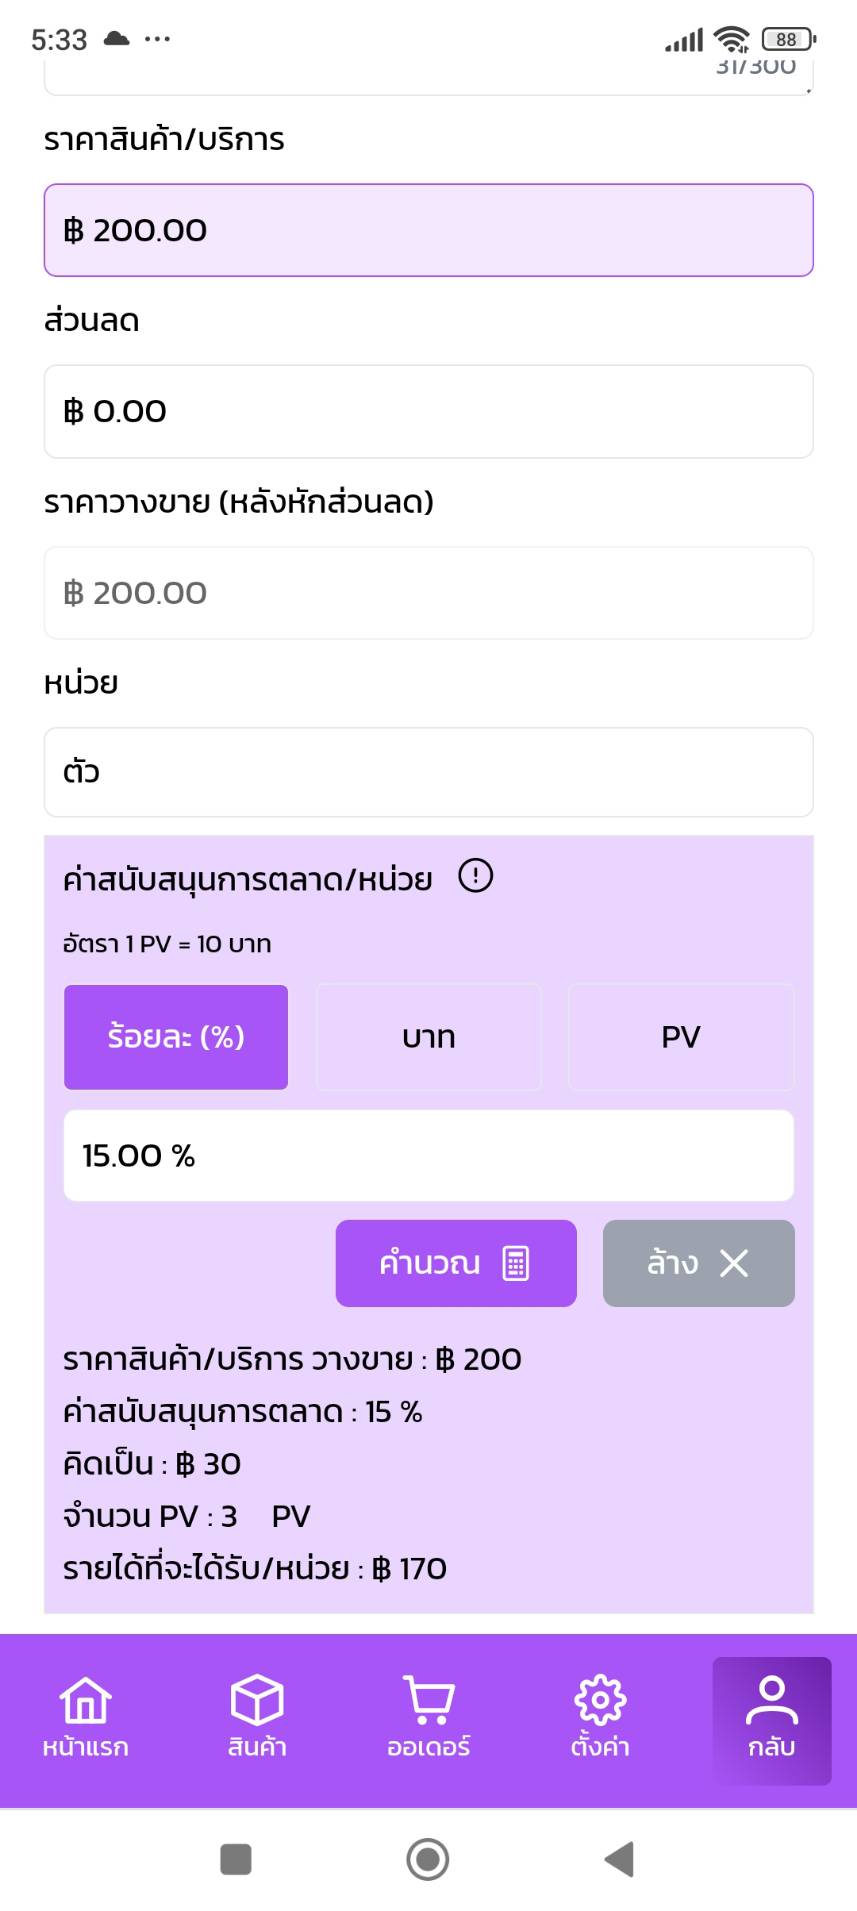 5:33
88
31/300
ราคาสินค้า/บริการ
฿ 200.00
ส่วนลด
฿ 0.00
ราคาวางขาย (หลังหักส่วนลด)
฿ 200.00
หน่วย
ตัว
ค่าสนับสนุนการตลาด/หน่วย
อัตรา 1 PV = 10 บาท
ร้อยละ (%) บาท PV
15.00 %
คำนวณ ล้าง
ราคาสินค้า/บริการ วางขาย : ฿ 200
ค่าสนับสนุนการตลาด : 15 %
คิดเป็น : ฿ 30
จำนวน PV : 3 PV
รายได้ที่จะได้รับ/หน่วย : ฿ 170
หน้าแรก สินค้า ออเดอร์ ตั้งค่า กลับ